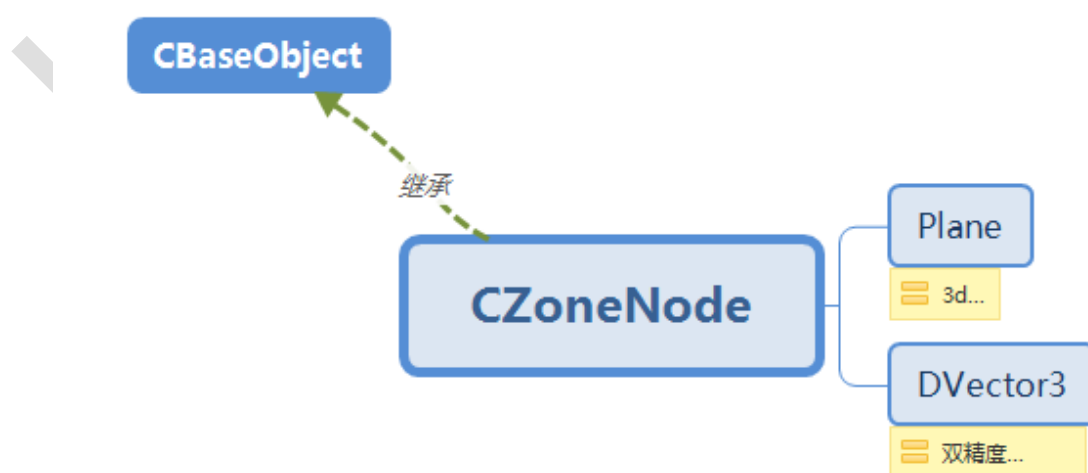 CBaseObject
继承
CZoneNode
Plane
3d...
DVector3
双精度...